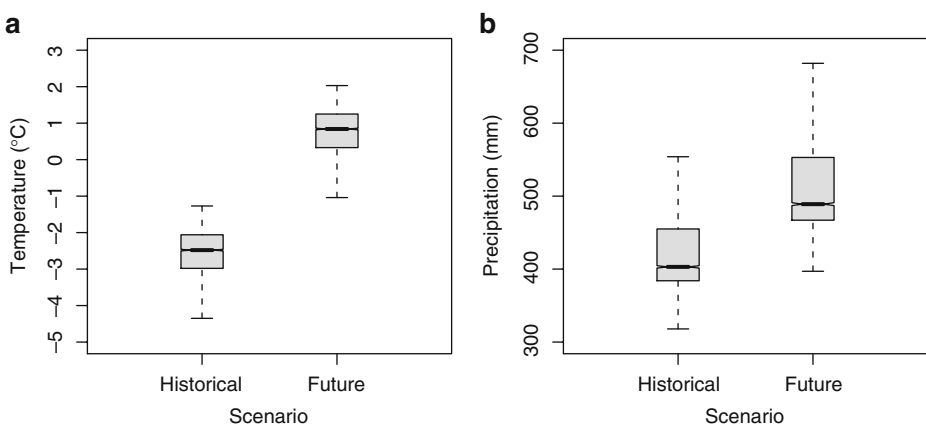 a
Temperature (°C)
3
2
1
0
−1
−2
−3
−4
−5
Historical
Future
Scenario
b
Precipitation (mm)
700
600
500
400
300
Historical
Future
Scenario